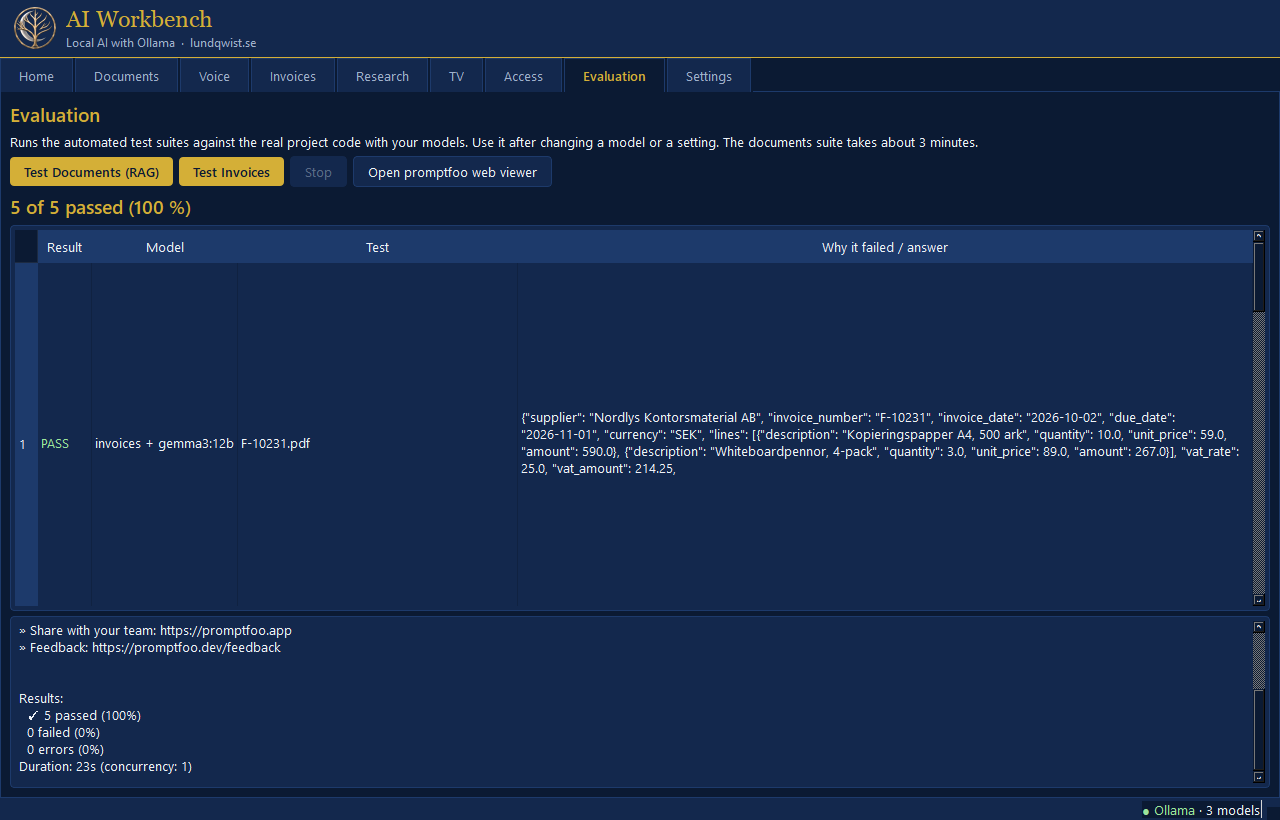 AI Workbench
Local AI with Ollama · lundqwist.se
Home Documents Voice Invoices Research TV Access Evaluation Settings
Evaluation
Runs the automated test suites against the real project code with your models. Use it after changing a model or a setting. The documents suite takes about 3 minutes.
Test Documents (RAG) Test Invoices Stop Open promptfoo web viewer
5 of 5 passed (100 %)
Result Model Test Why it failed / answer
1 PASS invoices + gemma3:12b F-10231.pdf
{"supplier": "Nordlys Kontorsmaterial AB", "invoice_number": "F-10231", "invoice_date": "2026-10-02", "due_date":
"2026-11-01", "currency": "SEK", "lines": [{"description": "Kopieringspapper A4, 500 ark", "quantity": 10.0, "unit_price": 59.0,
"amount": 590.0}, {"description": "Whiteboardpennor, 4-pack", "quantity": 3.0, "unit_price": 89.0, "amount": 267.0}], "vat_rate":
25.0, "vat_amount": 214.25,
» Share with your team: https://promptfoo.app
» Feedback: https://promptfoo.dev/feedback
Results:
✓ 5 passed (100%)
0 failed (0%)
0 errors (0%)
Duration: 23s (concurrency: 1)
● Ollama · 3 models